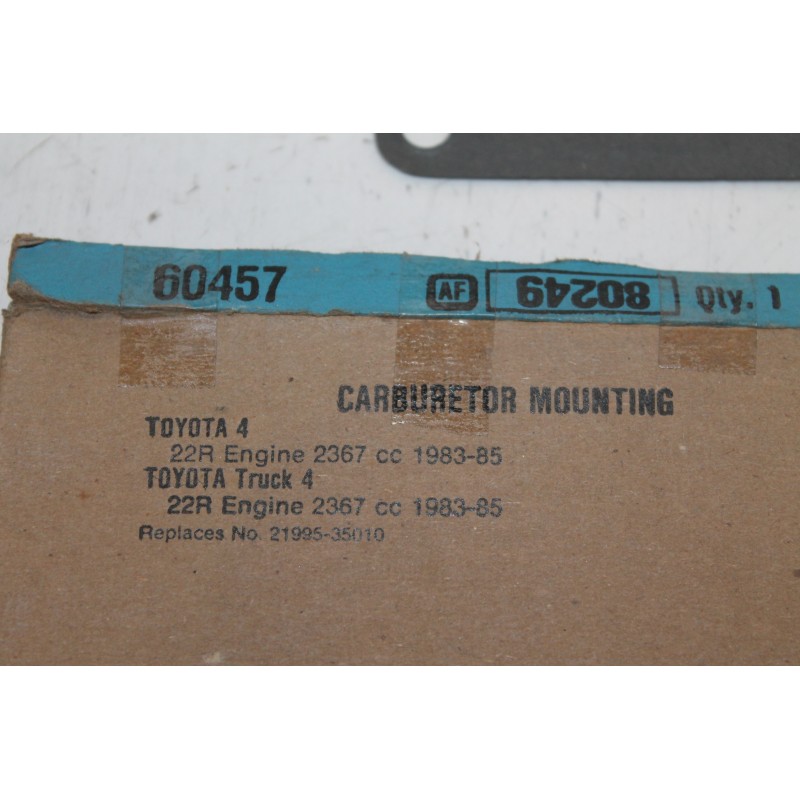 60457 AF 80249 Qty. 1
CARBURETOR MOUNTING
TOYOTA 4
22R Engine 2367 cc 1983-85
TOYOTA Truck 4
22R Engine 2367 cc 1983-85
Replaces No. 21995-35010